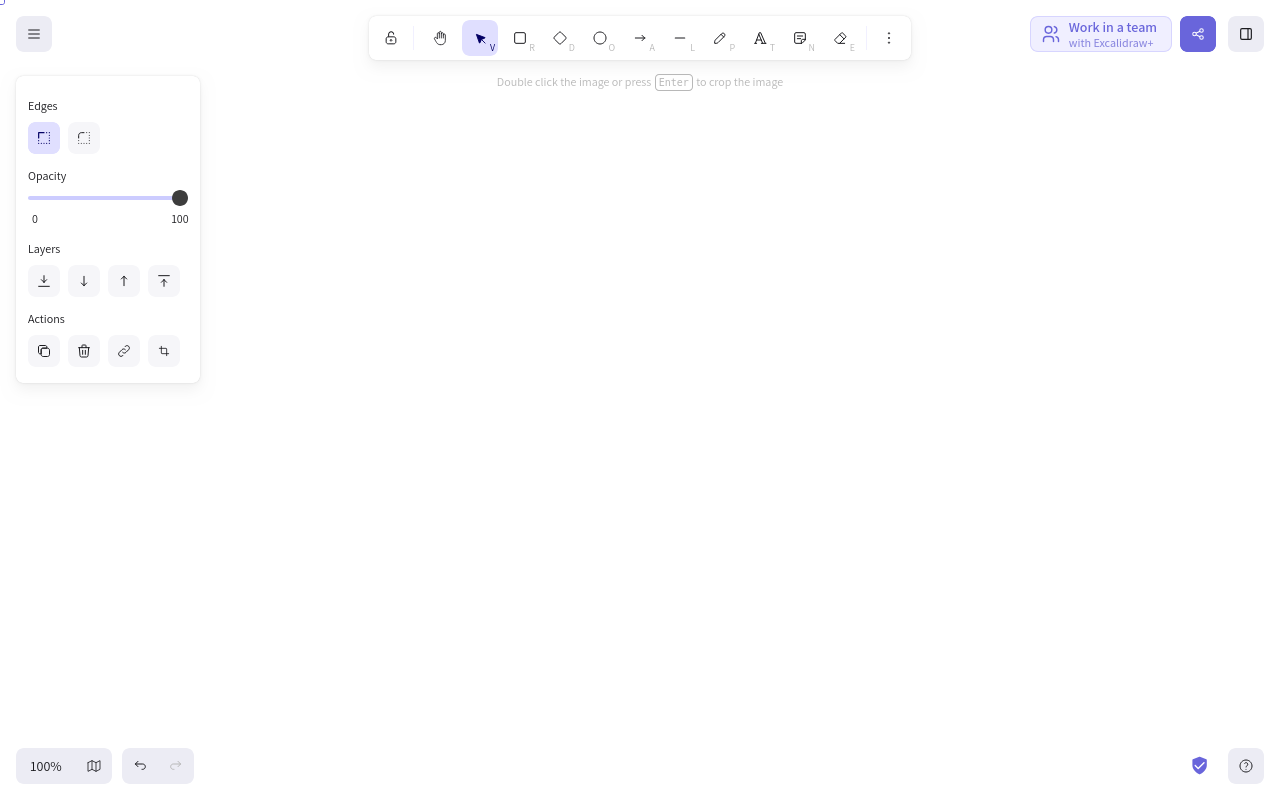 V
R
D
O
A
L
P
T
N
E
Work in a team
with Excalidraw+
Double click the image or press Enter to crop the image
Edges
Opacity
0 100
Layers
Actions
100%